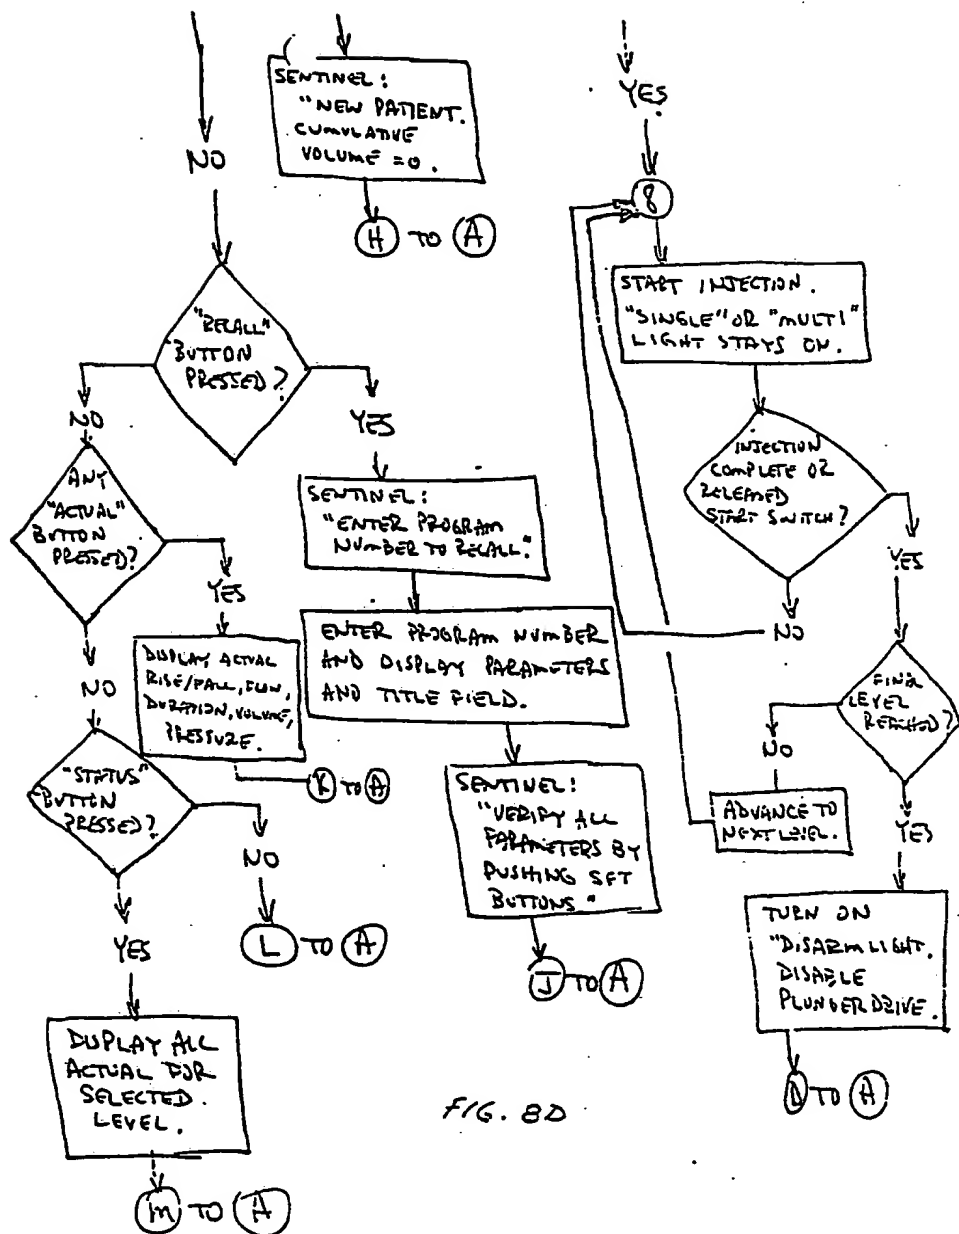 NO
SENTINEL:
"NEW PATIENT.
CUMULATIVE
VOLUME = 0.
H TO A
"RECALL"
BUTTON
PRESSED?
NO
YES
ANY
"ACTUAL"
BUTTON
PRESSED?
YES
NO
DISPLAY ACTUAL
RISE/FALL, FLOW,
DURATION, VOLUME,
PRESSURE.
K TO A
"STATUS"
BUTTON
PRESSED?
NO
L TO A
YES
DISPLAY ALL
ACTUAL FOR
SELECTED.
LEVEL.
M TO A
SENTINEL:
"ENTER PROGRAM
NUMBER TO RECALL."
ENTER PROGRAM NUMBER
AND DISPLAY PARAMETERS
AND TITLE FIELD.
SENTINEL:
"VERIFY ALL
PARAMETERS BY
PUSHING SET
BUTTONS"
J TO A
YES
8
START INJECTION.
"SINGLE" OR "MULTI"
LIGHT STAYS ON.
INJECTION
COMPLETE OR
RELEASED
START SWITCH?
YES
NO
FINAL
LEVEL
REACHED?
NO
ADVANCE TO
NEXT LEVEL.
YES
TURN ON
"DISARM LIGHT.
DISABLE
PLUNGER DRIVE.
D TO A
FIG. 8D